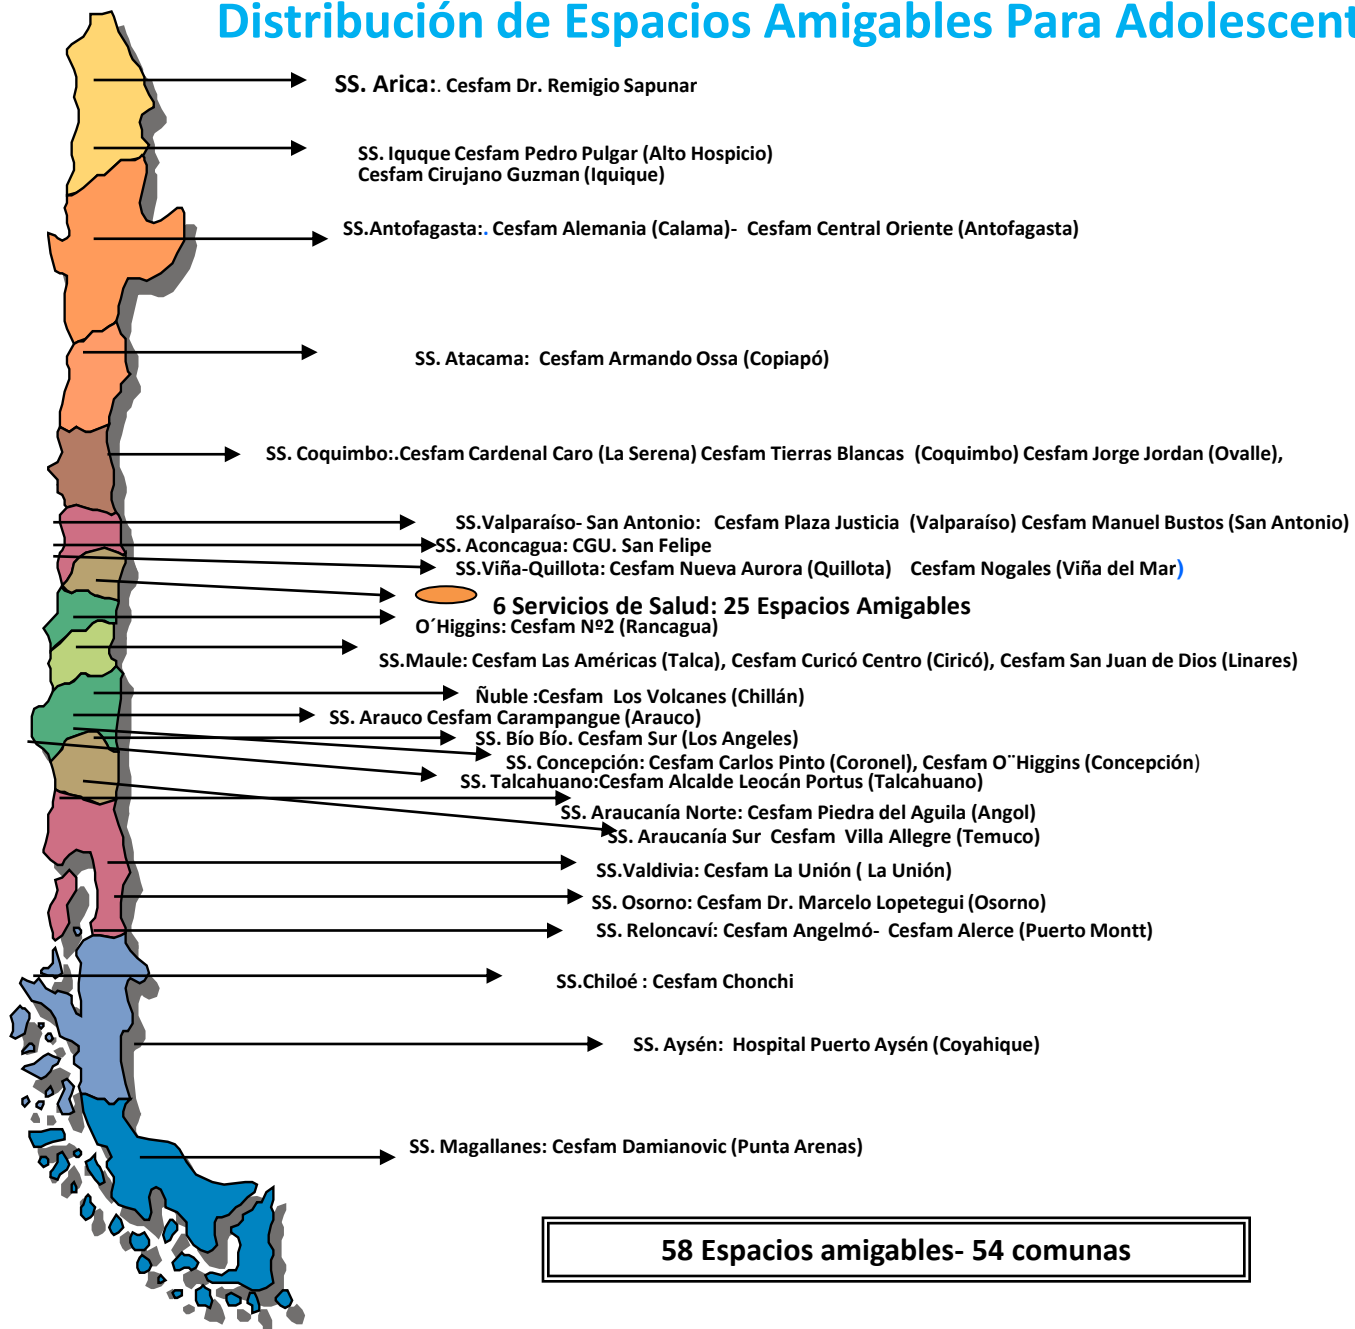 Distribución de Espacios Amigables Para Adolescent
SS. Arica:. Cesfam Dr. Remigio Sapunar
SS. Iquque Cesfam Pedro Pulgar (Alto Hospicio)
Cesfam Cirujano Guzman (Iquique)
SS.Antofagasta:. Cesfam Alemania (Calama)- Cesfam Central Oriente (Antofagasta)
SS. Atacama: Cesfam Armando Ossa (Copiapó)
SS. Coquimbo:.Cesfam Cardenal Caro (La Serena) Cesfam Tierras Blancas (Coquimbo) Cesfam Jorge Jordan (Ovalle),
SS.Valparaíso- San Antonio: Cesfam Plaza Justicia (Valparaíso) Cesfam Manuel Bustos (San Antonio)
SS. Aconcagua: CGU. San Felipe
SS.Viña-Quillota: Cesfam Nueva Aurora (Quillota) Cesfam Nogales (Viña del Mar)
6 Servicios de Salud: 25 Espacios Amigables
O´Higgins: Cesfam Nº2 (Rancagua)
SS.Maule: Cesfam Las Américas (Talca), Cesfam Curicó Centro (Ciricó), Cesfam San Juan de Dios (Linares)
Ñuble :Cesfam Los Volcanes (Chillán)
SS. Arauco Cesfam Carampangue (Arauco)
SS. Bío Bío. Cesfam Sur (Los Angeles)
SS. Concepción: Cesfam Carlos Pinto (Coronel), Cesfam O¨Higgins (Concepción)
SS. Talcahuano:Cesfam Alcalde Leocán Portus (Talcahuano)
SS. Araucanía Norte: Cesfam Piedra del Aguila (Angol)
SS. Araucanía Sur Cesfam Villa Allegre (Temuco)
SS.Valdivia: Cesfam La Unión ( La Unión)
SS. Osorno: Cesfam Dr. Marcelo Lopetegui (Osorno)
SS. Reloncaví: Cesfam Angelmó- Cesfam Alerce (Puerto Montt)
SS.Chiloé : Cesfam Chonchi
SS. Aysén: Hospital Puerto Aysén (Coyahique)
SS. Magallanes: Cesfam Damianovic (Punta Arenas)
58 Espacios amigables- 54 comunas